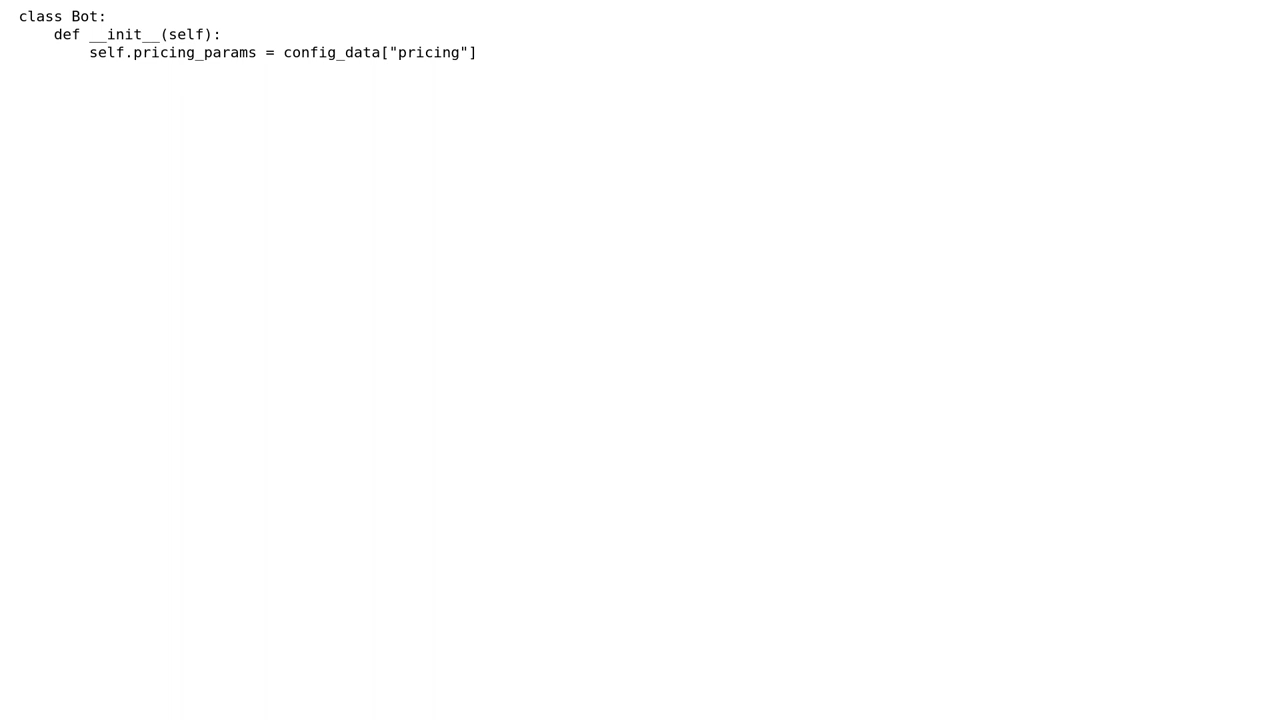 class Bot:
    def __init__(self):
        self.pricing_params = config_data["pricing"]